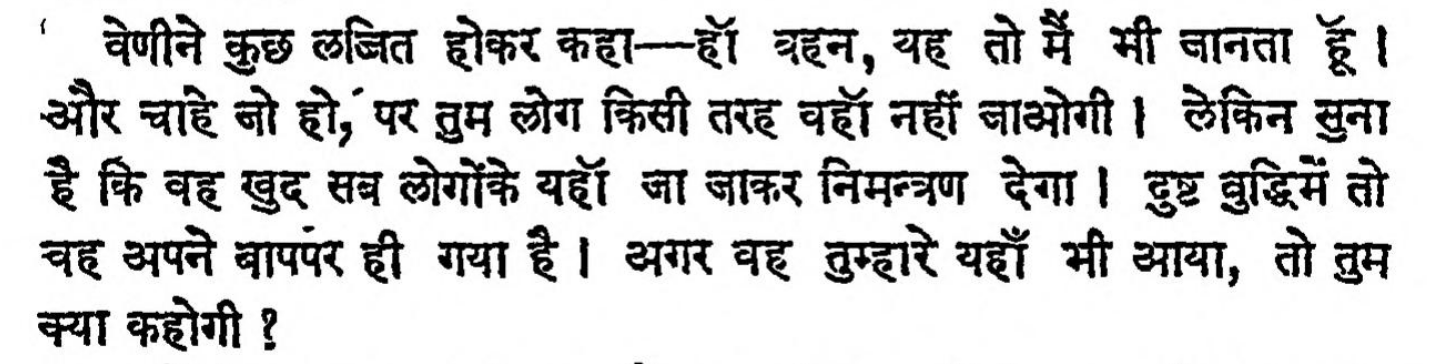 वेणीने कुछ लज्जित होकर कहा—हॉ बहन, यह तो मैं भी जानता हूॅ ।
और चाहे जो हो, पर तुम लोग किसी तरह वहॉ नहीं जाओगी । लेकिन सुना
है कि वह खुद सब लोगोंके यहॉ जा जाकर निमन्त्रण देगा । दुष्ट बुद्धिमें तो
वह अपने बापपर ही गया है । अगर वह तुम्हारे यहाँ भी आया, तो तुम
क्या कहोगी ?